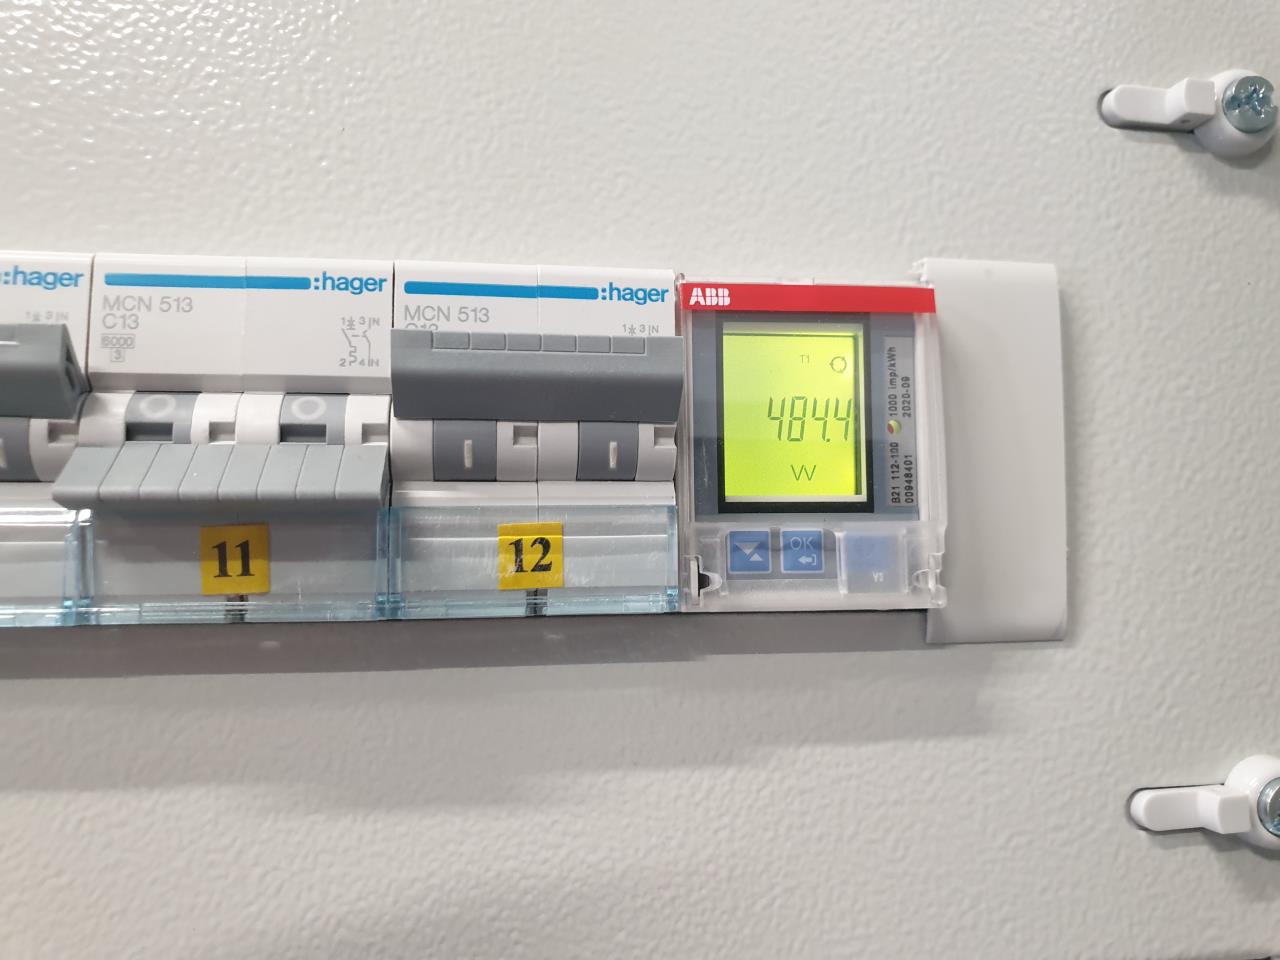 :hager
:hager
MCN 513
C13
6000
3
1 3 N
2 4 N
:hager
MCN 513
1 3 N
ABB
T1
484.4
W
1000 imp/kWh
2020-09
B21 112-100
00948401
OK
11
12